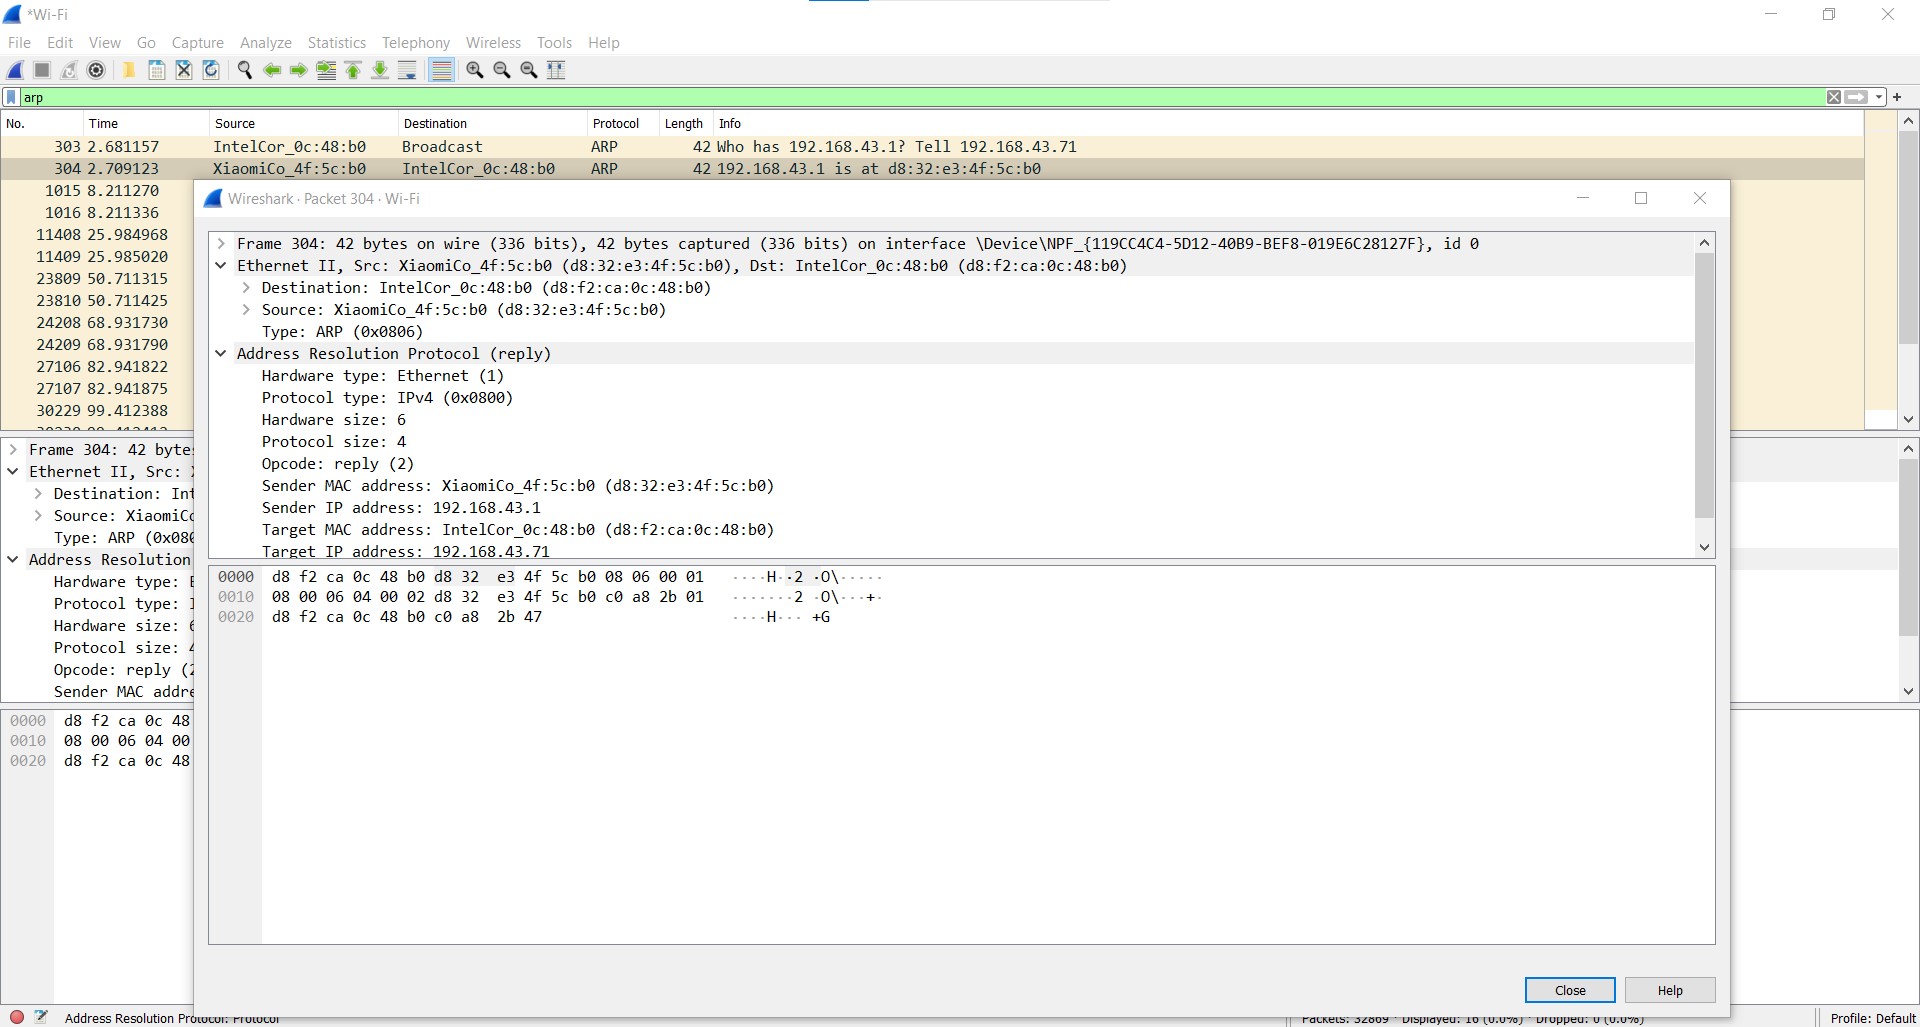 *Wi-Fi
File Edit View Go Capture Analyze Statistics Telephony Wireless Tools Help
arp
No. Time Source Destination Protocol Length Info
303 2.681157 IntelCor_0c:48:b0 Broadcast ARP 42 Who has 192.168.43.1? Tell 192.168.43.71
304 2.709123 XiaomiCo_4f:5c:b0 IntelCor_0c:48:b0 ARP 42 192.168.43.1 is at d8:32:e3:4f:5c:b0
1015 8.211270
1016 8.211336
11408 25.984968
11409 25.985020
23809 50.711315
23810 50.711425
24208 68.931730
24209 68.931790
27106 82.941822
27107 82.941875
30229 99.412388
Wireshark · Packet 304 · Wi-Fi
Frame 304: 42 bytes on wire (336 bits), 42 bytes captured (336 bits) on interface \Device\NPF_{119CC4C4-5D12-40B9-BEF8-019E6C28127F}, id 0
Ethernet II, Src: XiaomiCo_4f:5c:b0 (d8:32:e3:4f:5c:b0), Dst: IntelCor_0c:48:b0 (d8:f2:ca:0c:48:b0)
Destination: IntelCor_0c:48:b0 (d8:f2:ca:0c:48:b0)
Source: XiaomiCo_4f:5c:b0 (d8:32:e3:4f:5c:b0)
Type: ARP (0x0806)
Address Resolution Protocol (reply)
Hardware type: Ethernet (1)
Protocol type: IPv4 (0x0800)
Hardware size: 6
Protocol size: 4
Opcode: reply (2)
Sender MAC address: XiaomiCo_4f:5c:b0 (d8:32:e3:4f:5c:b0)
Sender IP address: 192.168.43.1
Target MAC address: IntelCor_0c:48:b0 (d8:f2:ca:0c:48:b0)
Target IP address: 192.168.43.71
0000 d8 f2 ca 0c 48 b0 d8 32 e3 4f 5c b0 08 06 00 01 ····H··2 ·O\·····
0010 08 00 06 04 00 02 d8 32 e3 4f 5c b0 c0 a8 2b 01 ·······2 ·O\···+·
0020 d8 f2 ca 0c 48 b0 c0 a8 2b 47 ····H··· +G
Close Help
Frame 304: 42 byte
Ethernet II, Src:
Destination: Int
Source: XiaomiCo
Type: ARP (0x080
Address Resolution
Hardware type:
Protocol type:
Hardware size:
Protocol size:
Opcode: reply (2
Sender MAC addre
0000 d8 f2 ca 0c 48
0010 08 00 06 04 00
0020 d8 f2 ca 0c 48
Address Resolution Protocol: Protocol
Packets: 32869 · Displayed: 16 (0.0%) · Dropped: 0 (0.0%)
Profile: Default